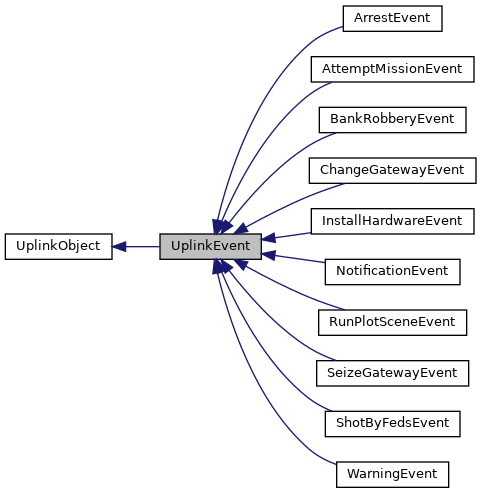 ArrestEvent
AttemptMissionEvent
BankRobberyEvent
ChangeGatewayEvent
InstallHardwareEvent
UplinkObject
UplinkEvent
NotificationEvent
RunPlotSceneEvent
SeizeGatewayEvent
ShotByFedsEvent
WarningEvent